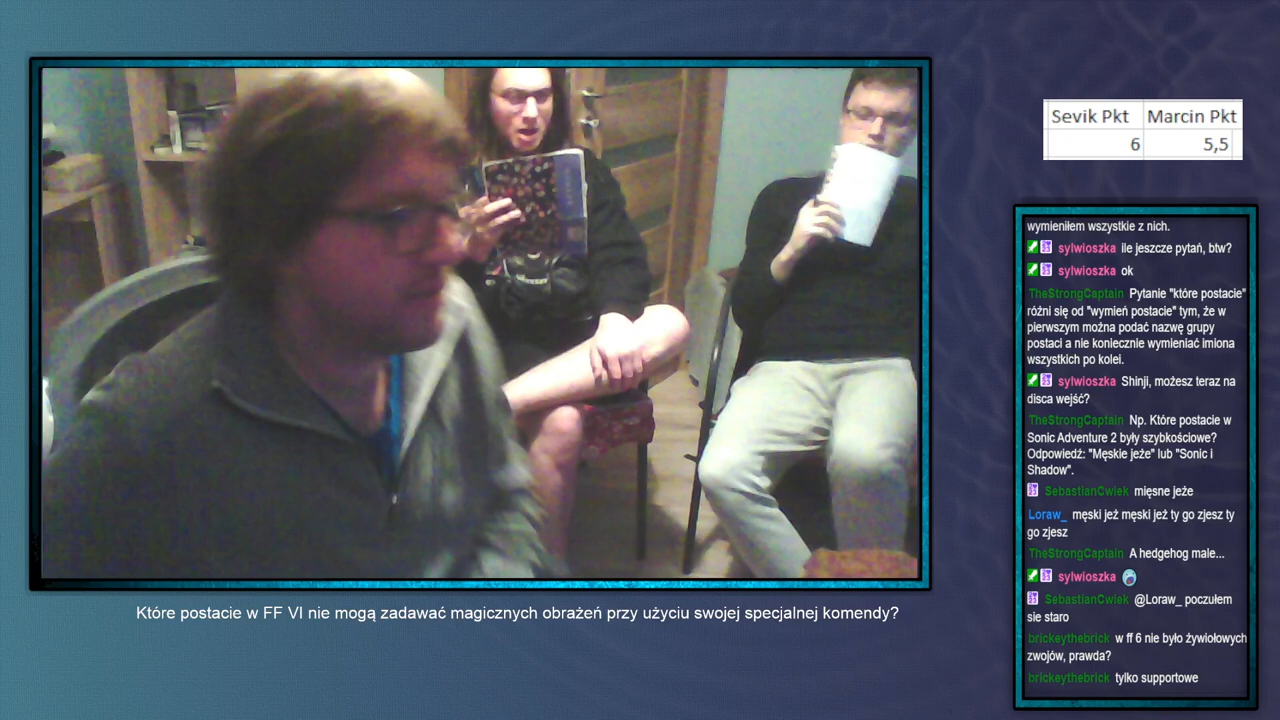 Sevik Pkt Marcin Pkt
6 5,5
wymieniłem wszystkie z nich.
sylwioszka ile jeszcze pytań, btw?
sylwioszka ok
TheStrongCaptain Pytanie "które postacie"
różni się od "wymień postacie" tym, że w
pierwszym można podać nazwę grupy
postaci a nie koniecznie wymieniać imiona
wszystkich po kolei.
sylwioszka Shinji, możesz teraz na
disca wejść?
TheStrongCaptain Np. Które postacie w
Sonic Adventure 2 były szybkościowe?
Odpowiedź: "Męskie jeże" lub "Sonic i
Shadow".
SebastianCwiek mięsne jeże
Loraw_ męski jeż męski jeż ty go zjesz ty
go zjesz
TheStrongCaptain A hedgehog male...
sylwioszka
SebastianCwiek @Loraw_ poczułem
sie staro
brickeythebrick w ff 6 nie było żywiołowych
zwojów, prawda?
brickeythebrick tylko supportowe
Które postacie w FF VI nie mogą zadawać magicznych obrażeń przy użyciu swojej specjalnej komendy?